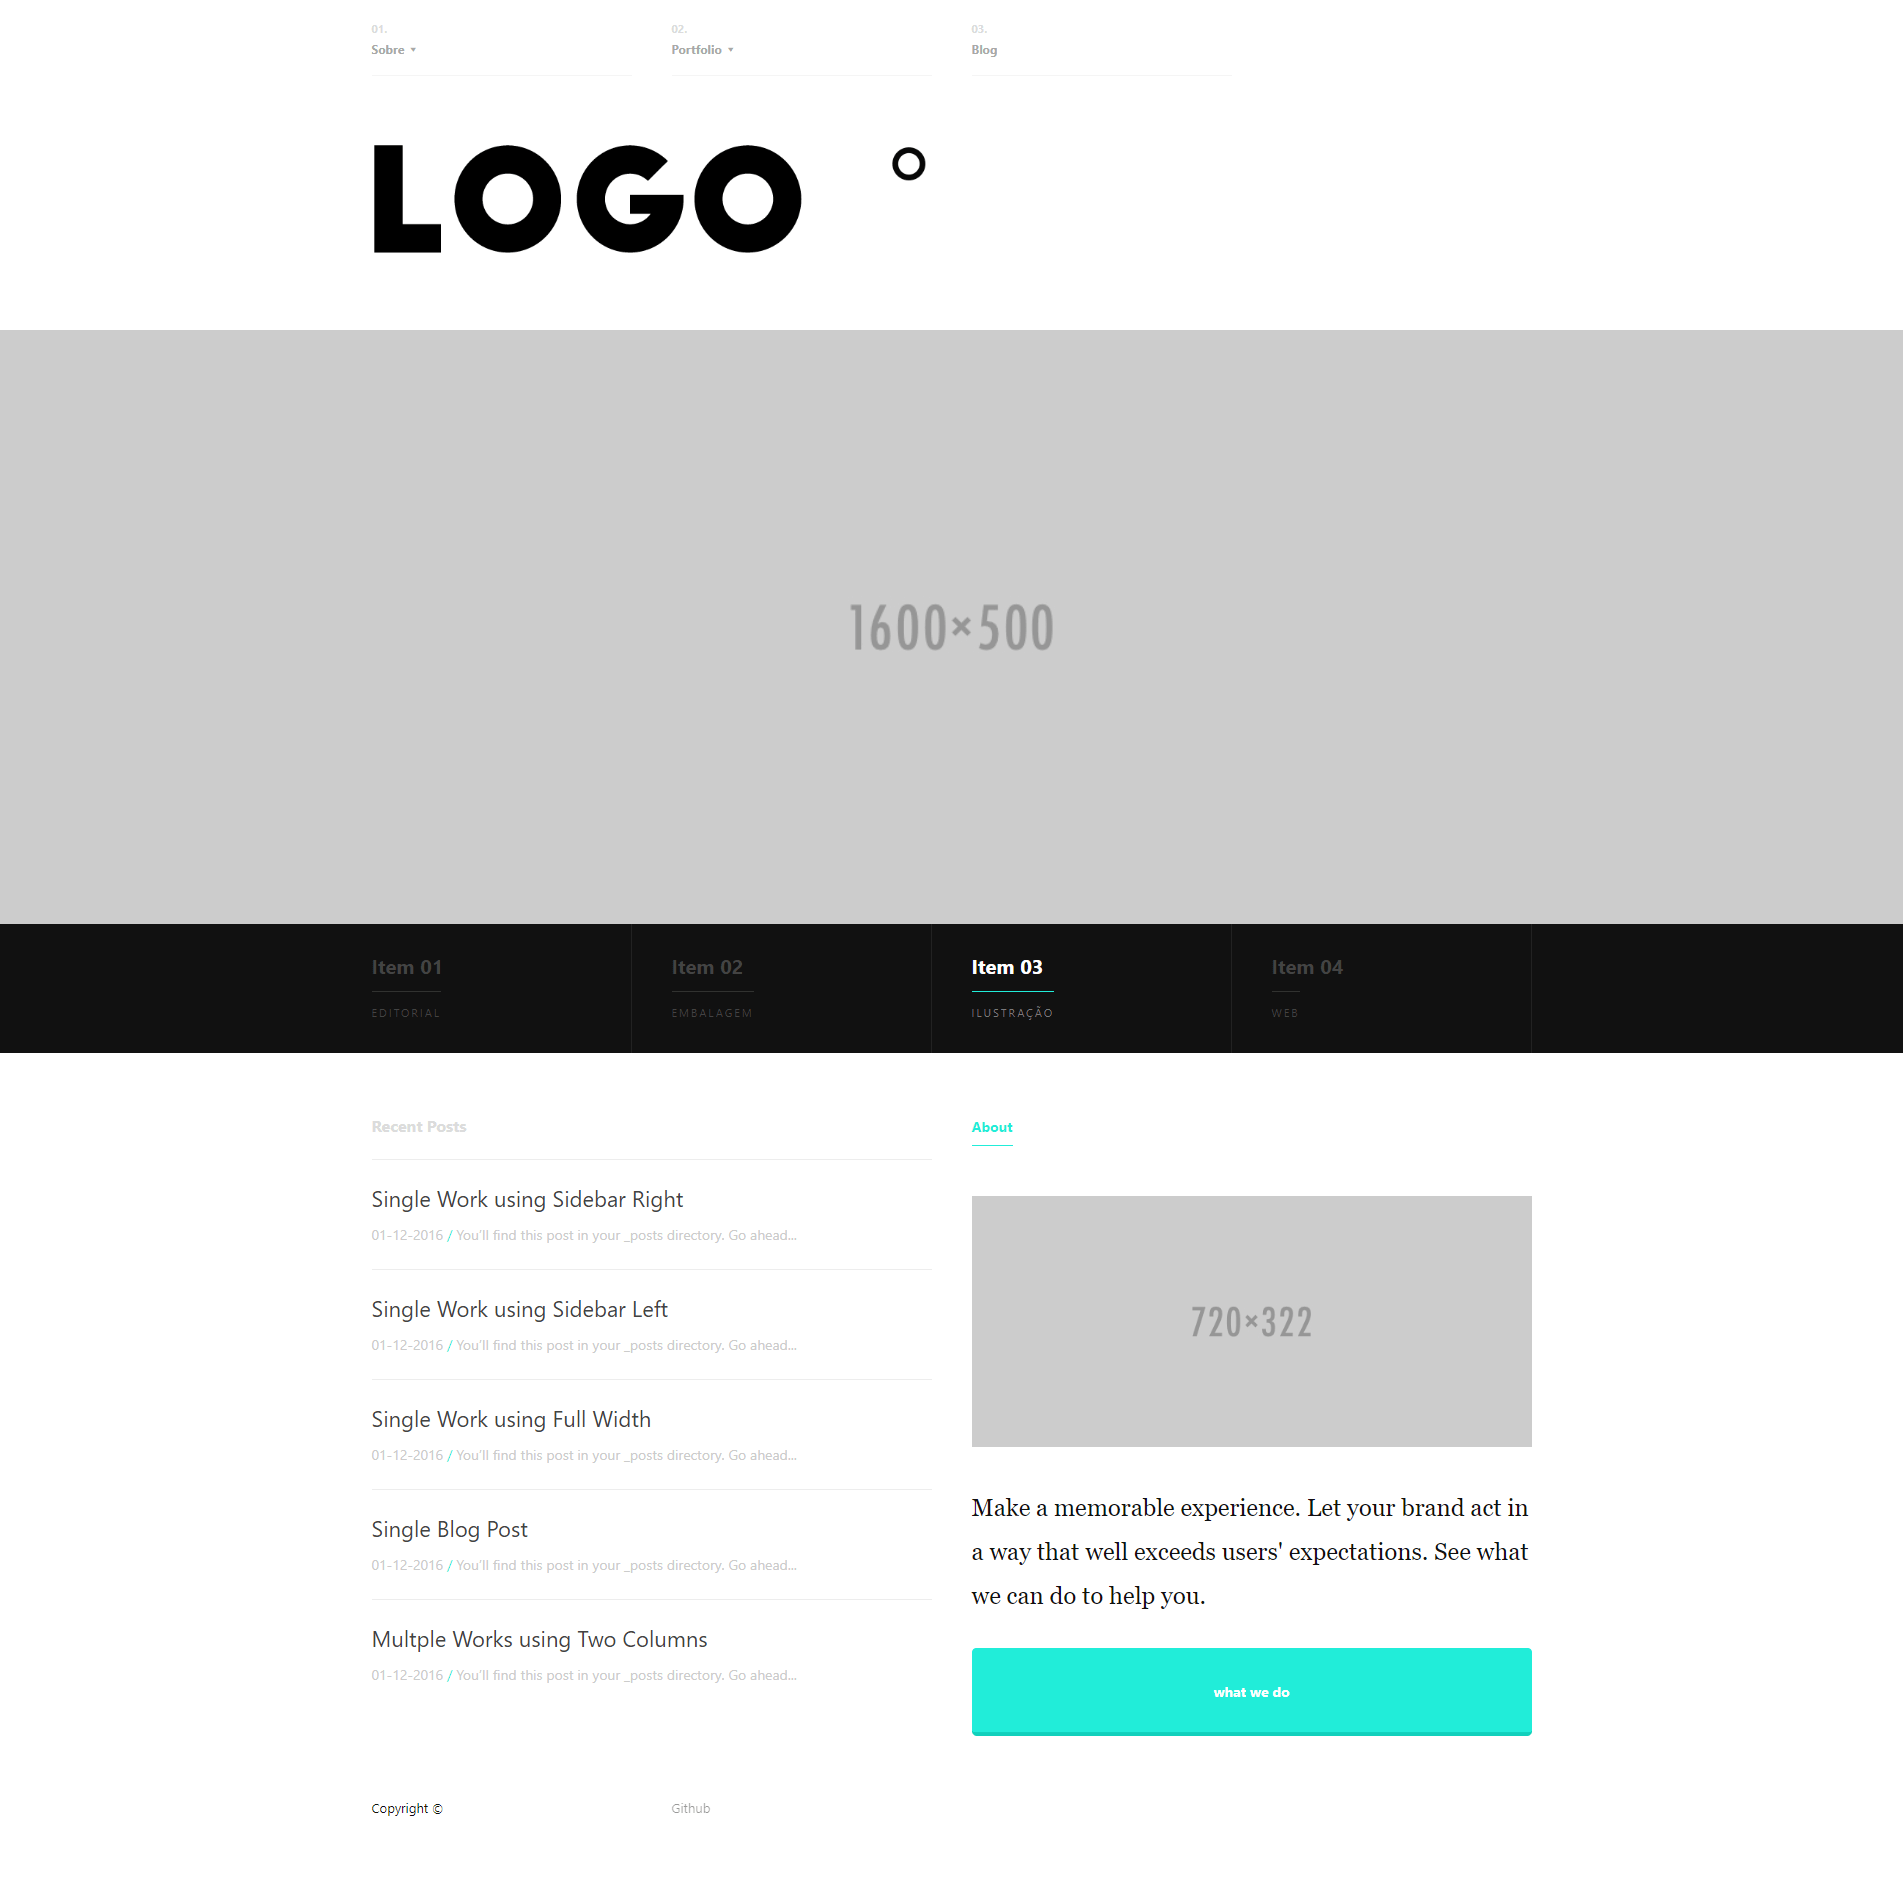 01.
Sobre ▾
02.
Portfolio ▾
03.
Blog
LOGO °
1600×500
Item 01
EDITORIAL
Item 02
EMBALAGEM
Item 03
ILUSTRAÇÃO
Item 04
WEB
Recent Posts
Single Work using Sidebar Right
01-12-2016 / You’ll find this post in your _posts directory. Go ahead...
Single Work using Sidebar Left
01-12-2016 / You’ll find this post in your _posts directory. Go ahead...
Single Work using Full Width
01-12-2016 / You’ll find this post in your _posts directory. Go ahead...
Single Blog Post
01-12-2016 / You’ll find this post in your _posts directory. Go ahead...
Multple Works using Two Columns
01-12-2016 / You’ll find this post in your _posts directory. Go ahead...
About
720×322
Make a memorable experience. Let your brand act in
a way that well exceeds users' expectations. See what
we can do to help you.
what we do
Copyright ©
Github